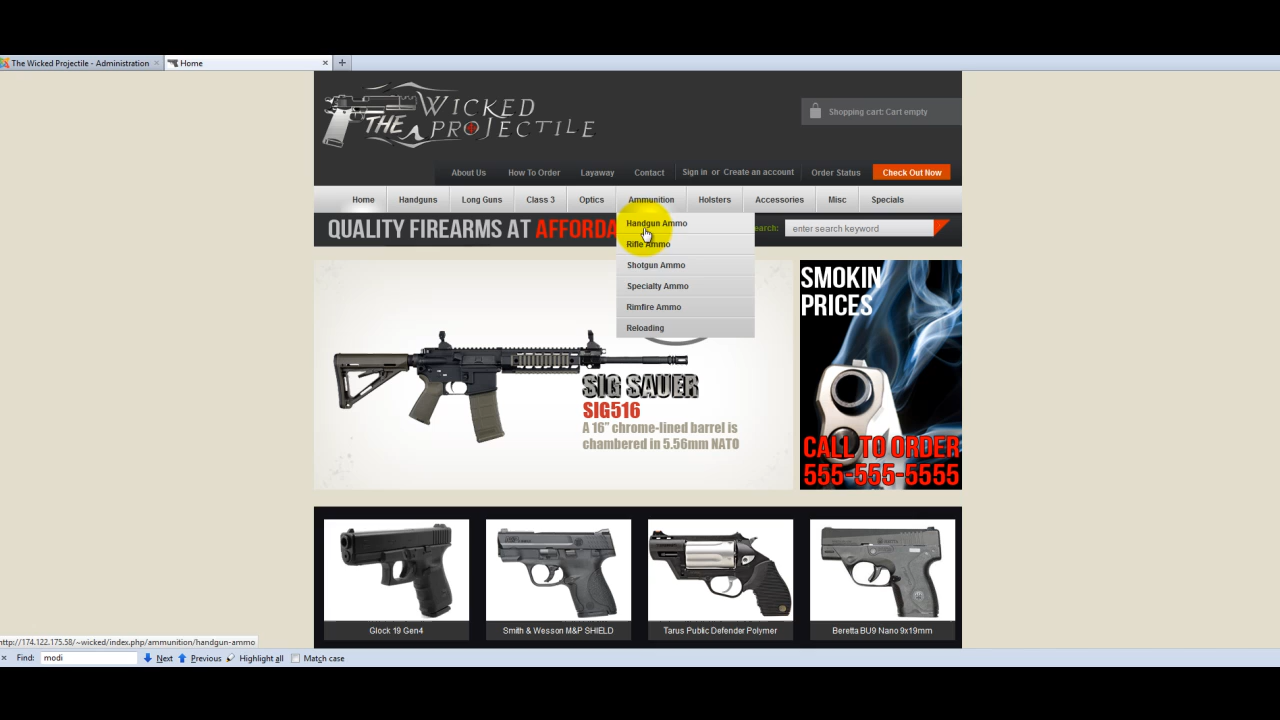 The Wicked Projectile - Administration
Home
THE WICKED PROJECTILE
Shopping cart: Cart empty
About Us How To Order Layaway Contact Sign in or Create an account Order Status Check Out Now
Home Handguns Long Guns Class 3 Optics Ammunition Holsters Accessories Misc Specials
QUALITY FIREARMS AT AFFORDA
earch: enter search keyword
Handgun Ammo
Rifle Ammo
Shotgun Ammo
Specialty Ammo
Rimfire Ammo
Reloading
SIG SAUER
SIG516
A 16" chrome-lined barrel is
chambered in 5.56mm NATO
SMOKIN
PRICES
CALL TO ORDER
555-555-5555
Glock 19 Gen4
Smith & Wesson M&P SHIELD
Tarus Public Defender Polymer
Beretta BU9 Nano 9x19mm
http://174.122.175.58/~wicked/index.php/ammunition/handgun-ammo
Find: modi Next Previous Highlight all Match case